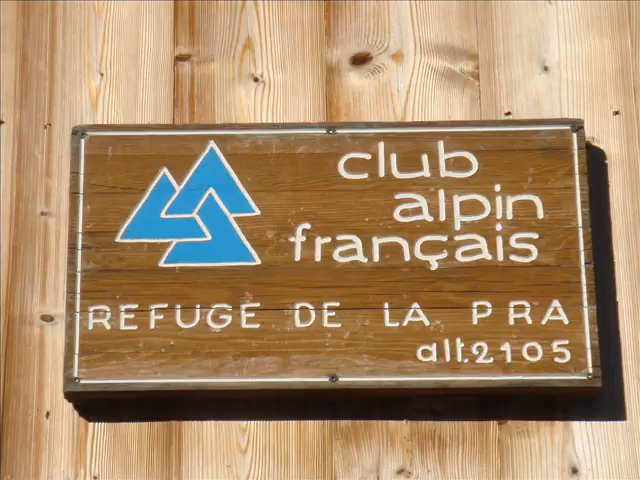 club
alpin
français
REFUGE DE LA PRA
alt.2105